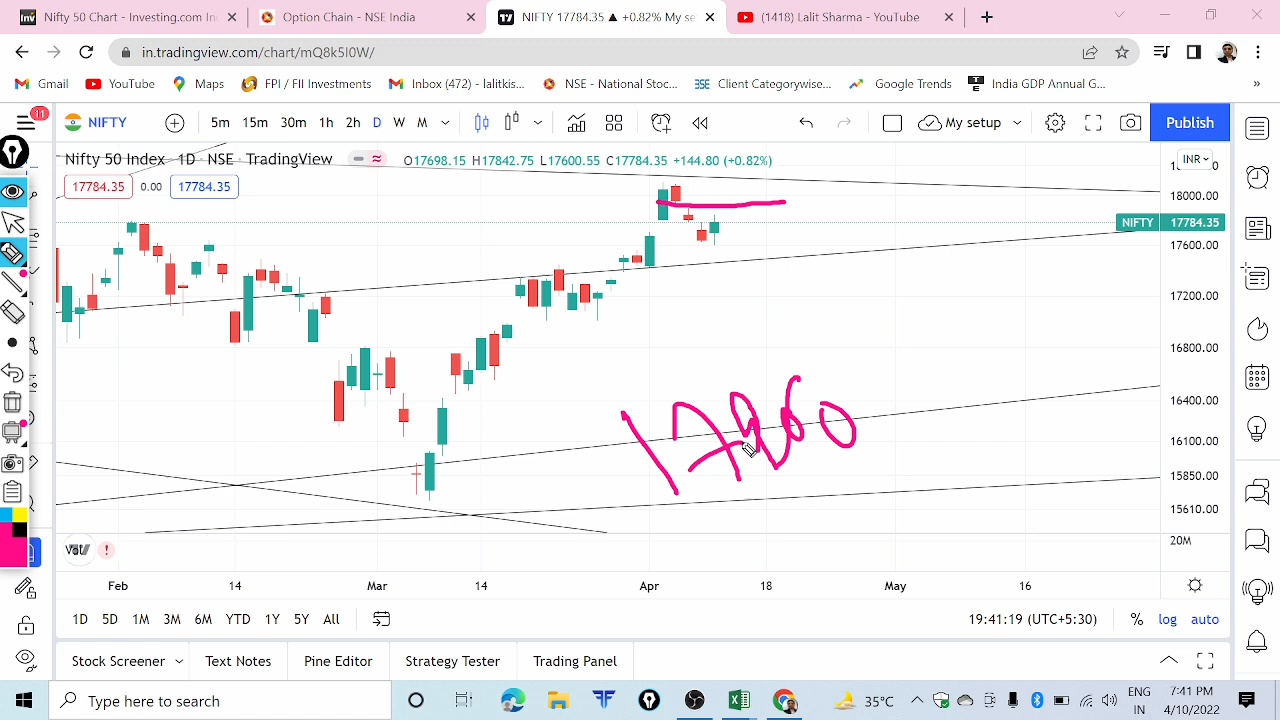 Nifty 50 - Investing.com In
Option Chain - NSE India
NIFTY 17784.35 ▲ +0.82% My se
(1418) Lalit Sharma - YouTube
in.tradingview.com/chart/mQ8k5I0W/
Gmail
YouTube
Maps
FPI / FII Investments
Inbox (472) - lalitkis...
NSE - National Stoc...
BSE
Client Categorywise...
Google Trends
India GDP Annual G...
»
11
NIFTY
5m 15m 30m 1h 2h D W M
My setup
Publish
Nifty 50 Index · 1D · NSE · TradingView
O17698.15 H17842.75 L17600.55 C17784.35 +144.80 (+0.82%)
INR
17784.35 0.00 17784.35
18000.00
NIFTY 17784.35
17600.00
17200.00
16800.00
16400.00
16100.00
15850.00
15610.00
20M
Vol
Feb 14 Mar 14 Apr 18 May 16
1D 5D 1M 3M 6M YTD 1Y 5Y All
19:41:19 (UTC+5:30)
% log auto
Stock Screener
Text Notes
Pine Editor
Strategy Tester
Trading Panel
Type here to search
35°C
ENG
IN
7:41 PM
4/10/2022